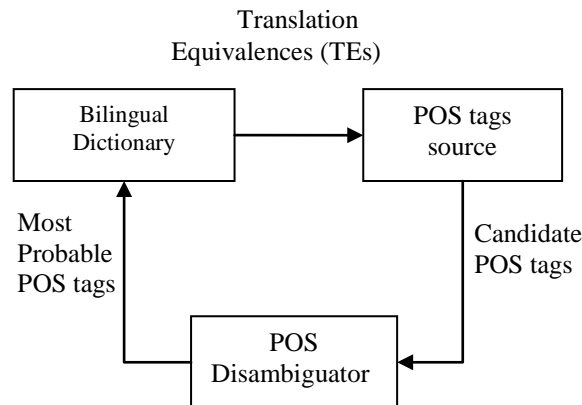 Translation
Equivalences (TEs)
Bilingual
Dictionary
POS tags
source
Most
Probable
POS tags
Candidate
POS tags
POS
Disambiguator